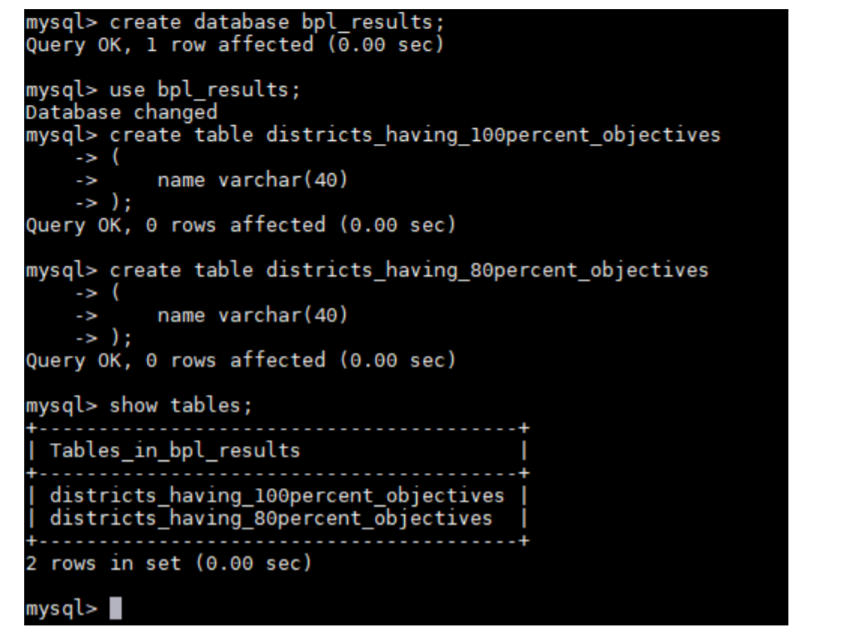 mysql> create database bpl_results;
Query OK, 1 row affected (0.00 sec)
mysql> use bpl_results;
Database changed
mysql> create table districts_having_100percent_objectives
    -> (
    ->     name varchar(40)
    -> );
Query OK, 0 rows affected (0.00 sec)
mysql> create table districts_having_80percent_objectives
    -> (
    ->     name varchar(40)
    -> );
Query OK, 0 rows affected (0.00 sec)
mysql> show tables;
+----------------------------------------+
| Tables_in_bpl_results                  |
+----------------------------------------+
| districts_having_100percent_objectives |
| districts_having_80percent_objectives  |
+----------------------------------------+
2 rows in set (0.00 sec)
mysql>